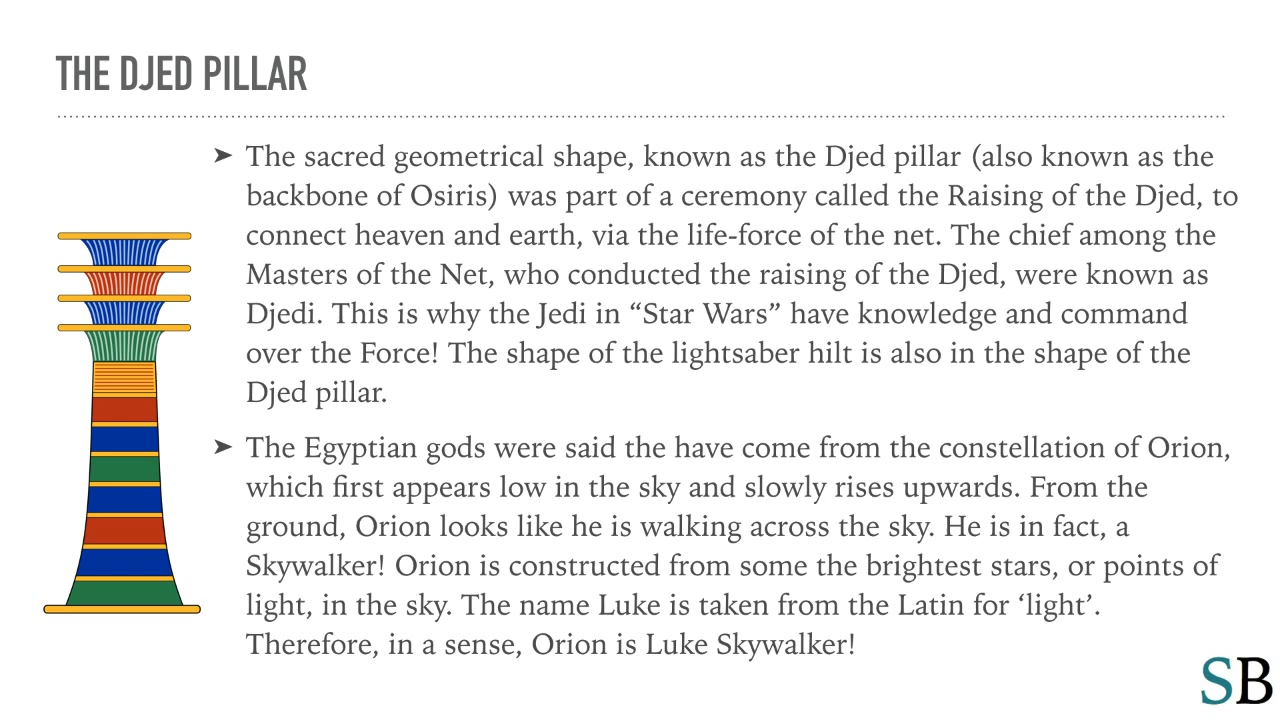 THE DJED PILLAR
➤ The sacred geometrical shape, known as the Djed pillar (also known as the
backbone of Osiris) was part of a ceremony called the Raising of the Djed, to
connect heaven and earth, via the life-force of the net. The chief among the
Masters of the Net, who conducted the raising of the Djed, were known as
Djedi. This is why the Jedi in “Star Wars” have knowledge and command
over the Force! The shape of the lightsaber hilt is also in the shape of the
Djed pillar.
➤ The Egyptian gods were said the have come from the constellation of Orion,
which first appears low in the sky and slowly rises upwards. From the
ground, Orion looks like he is walking across the sky. He is in fact, a
Skywalker! Orion is constructed from some the brightest stars, or points of
light, in the sky. The name Luke is taken from the Latin for ‘light’.
Therefore, in a sense, Orion is Luke Skywalker!
SB